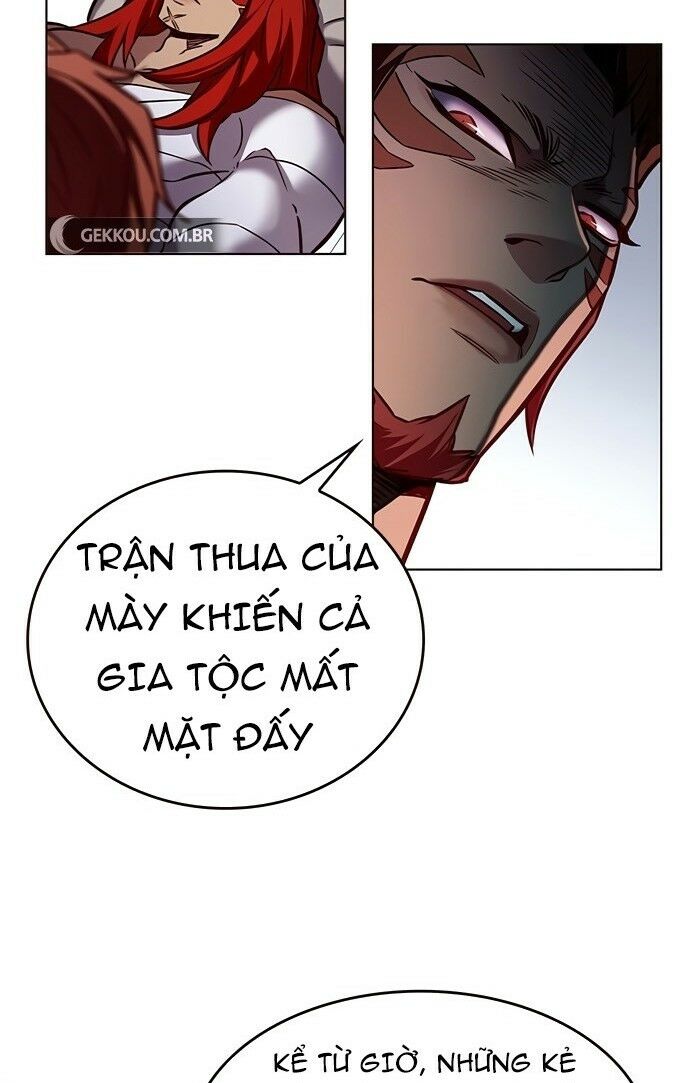 GEKKOU.COM.BR
TRẬN THUA CỦA
MÀY KHIẾN CẢ
GIA TỘC MẤT
MẶT ĐẤY
KỂ TỪ GIỜ, NHỮNG KẺ